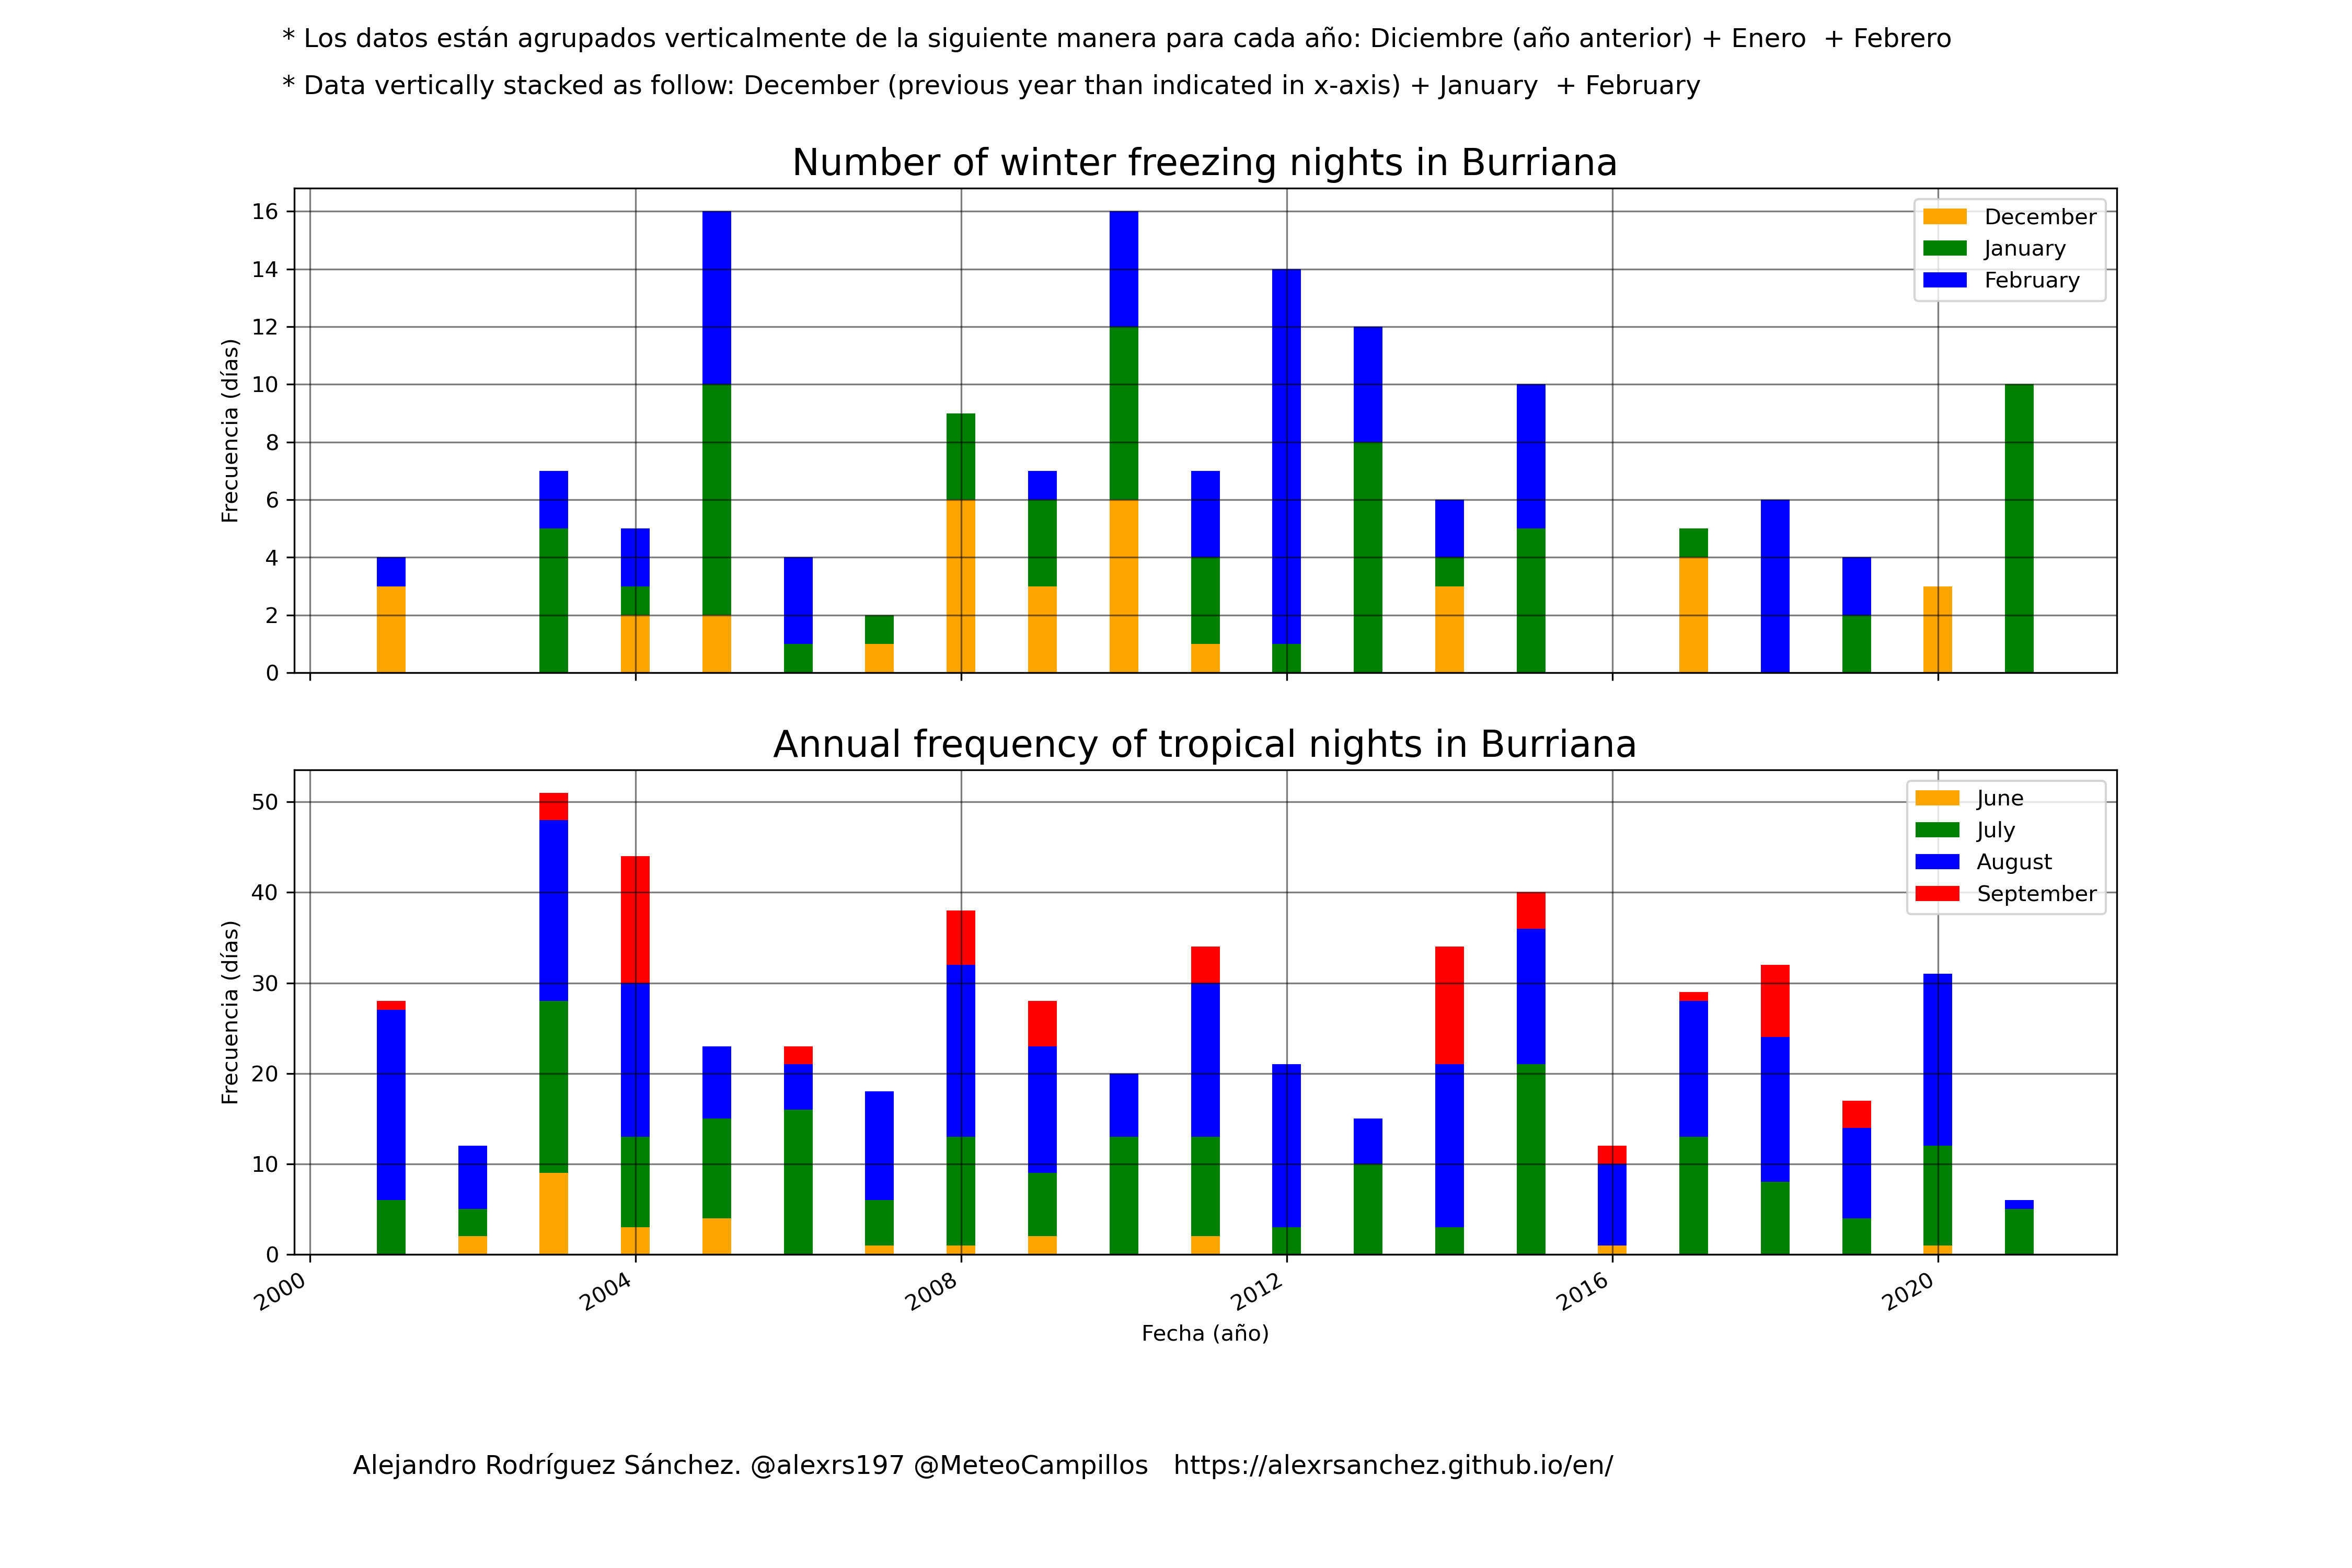 * Los datos están agrupados verticalmente de la siguiente manera para cada año: Diciembre (año anterior) + Enero  + Febrero
* Data vertically stacked as follow: December (previous year than indicated in x-axis) + January  + February
Number of winter freezing nights in Burriana
Frecuencia (días)
16
14
12
10
8
6
4
2
0
December
January
February
Annual frequency of tropical nights in Burriana
Frecuencia (días)
50
40
30
20
10
0
June
July
August
September
2000
2004
2008
2012
2016
2020
Fecha (año)
Alejandro Rodríguez Sánchez. @alexrs197 @MeteoCampillos   https://alexrsanchez.github.io/en/